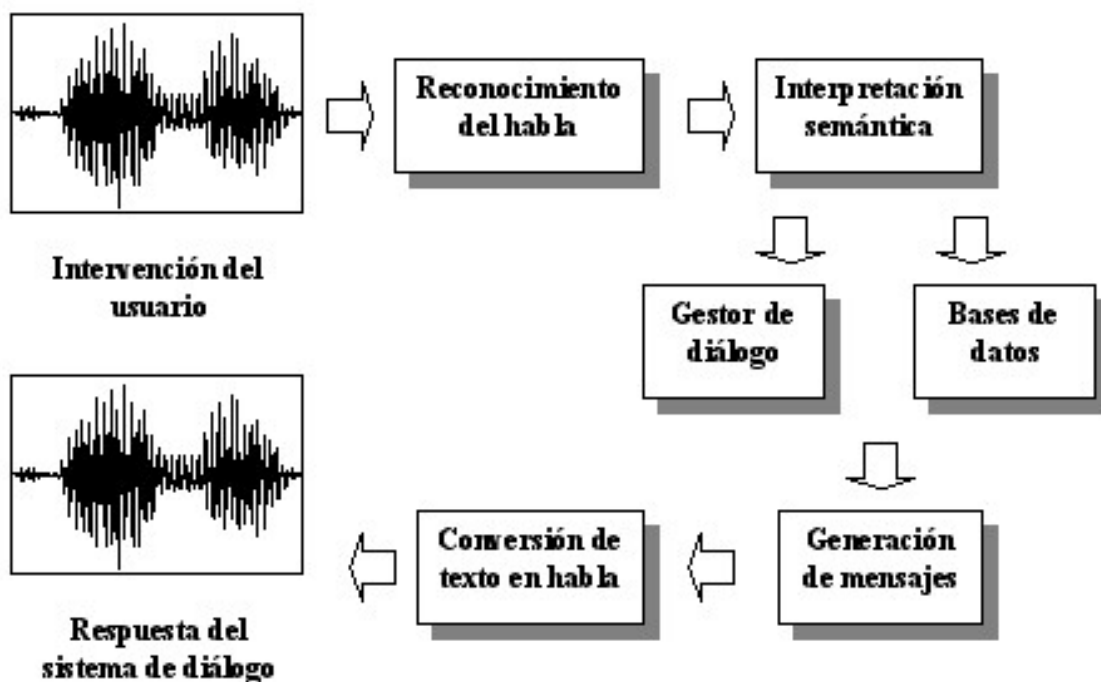 Reconocimiento
del habla
Interpretación
semántica
Intervención del
usuario
Gestor de
diálogo
Bases de
datos
Conversión de
texto en habla
Generación
de mensajes
Respuesta del
sistema de diálogo